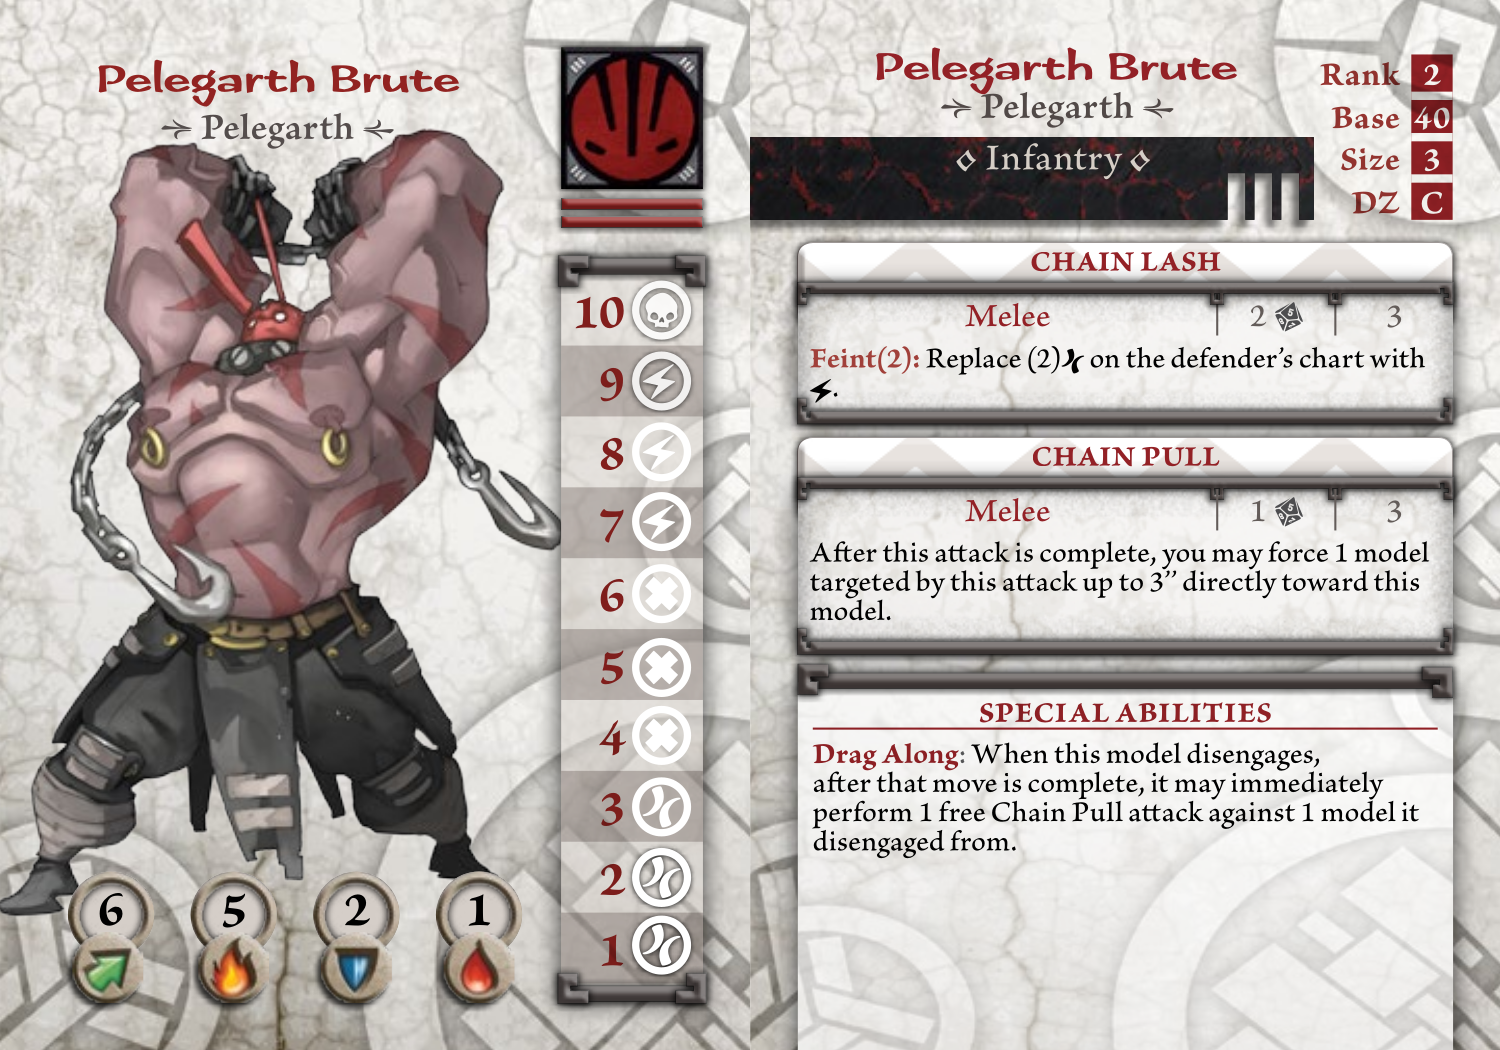 Pelegarth Brute
Pelegarth
10
9
8
7
6
5
4
3
2
1
6 5 2 1
Pelegarth Brute
Pelegarth
Infantry
Rank 2
Base 40
Size 3
DZ C
CHAIN LASH
Melee 2 3
Feint(2): Replace (2) on the defender's chart with
.
CHAIN PULL
Melee 1 3
After this attack is complete, you may force 1 model
targeted by this attack up to 3” directly toward this
model.
SPECIAL ABILITIES
Drag Along: When this model disengages,
after that move is complete, it may immediately
perform 1 free Chain Pull attack against 1 model it
disengaged from.